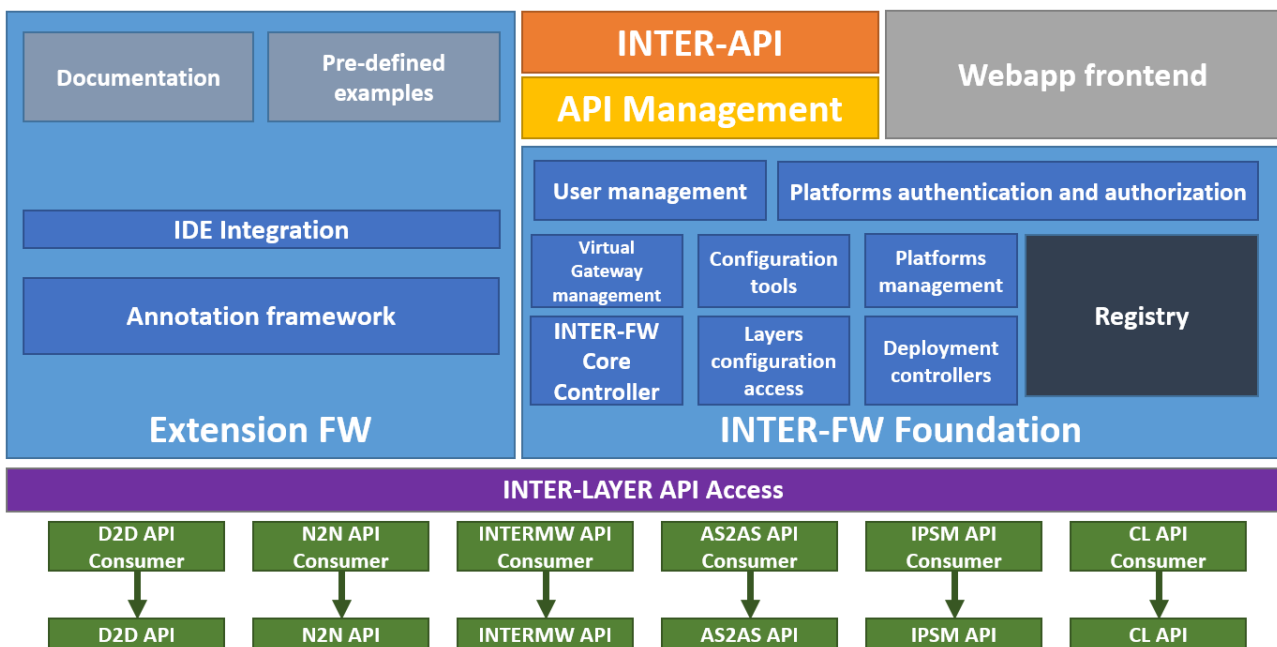 Documentation
Pre-defined
examples
IDE Integration
Annotation framework
Extension FW
INTER-API
API Management
Webapp frontend
User management
Platforms authentication and authorization
Virtual
Gateway
management
Configuration
tools
Platforms
management
Registry
INTER-FW
Core
Controller
Layers
configuration
access
Deployment
controllers
INTER-FW Foundation
INTER-LAYER API Access
D2D API
Consumer
N2N API
Consumer
INTERMW API
Consumer
AS2AS API
Consumer
IPSM API
Consumer
CL API
Consumer
D2D API
N2N API
INTERMW API
AS2AS API
IPSM API
CL API